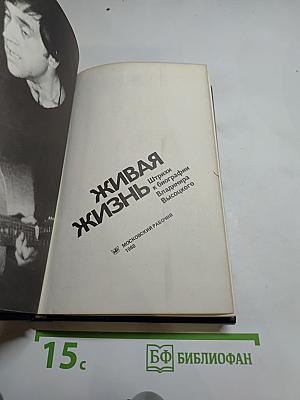 ЖИВАЯ
ЖИЗНЬ
Штрихи
к биографии
Владимира
Высоцкого
МОСКОВСКИЙ РАБОЧИЙ
1988
15с
БФ БИБЛИОФАН